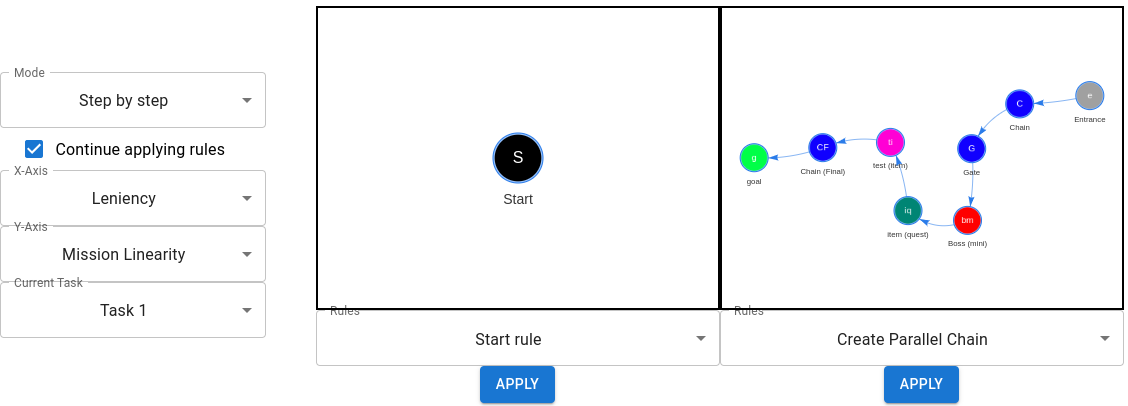 Mode
Step by step
Continue applying rules
X-Axis
Leniency
Y-Axis
Mission Linearity
Current Task
Task 1
S
Start
Rules
Start rule
APPLY
e
Entrance
C
Chain
G
Gate
bm
Boss (mini)
iq
item (quest)
ti
test (item)
CF
Chain (Final)
g
goal
Rules
Create Parallel Chain
APPLY